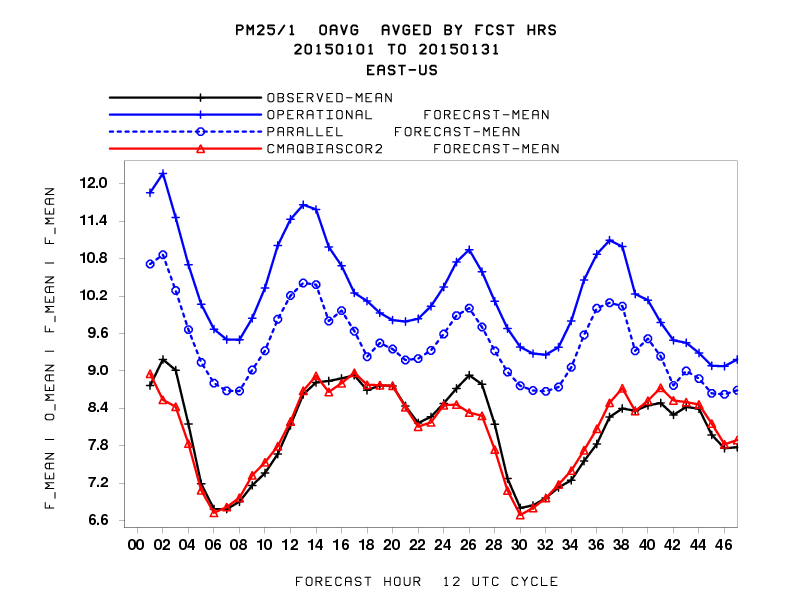 PM25/1 OAVG AVGED BY FCST HRS
20150101 TO 20150131
EAST-US
OBSERVED-MEAN
OPERATIONAL FORECAST-MEAN
PARALLEL FORECAST-MEAN
CMAQBIASCOR2 FORECAST-MEAN
F_MEAN | O_MEAN | F_MEAN | F_MEAN
12.0
11.4
10.8
10.2
9.6
9.0
8.4
7.8
7.2
6.6
00 02 04 06 08 10 12 14 16 18 20 22 24 26 28 30 32 34 36 38 40 42 44 46
FORECAST HOUR 12 UTC CYCLE